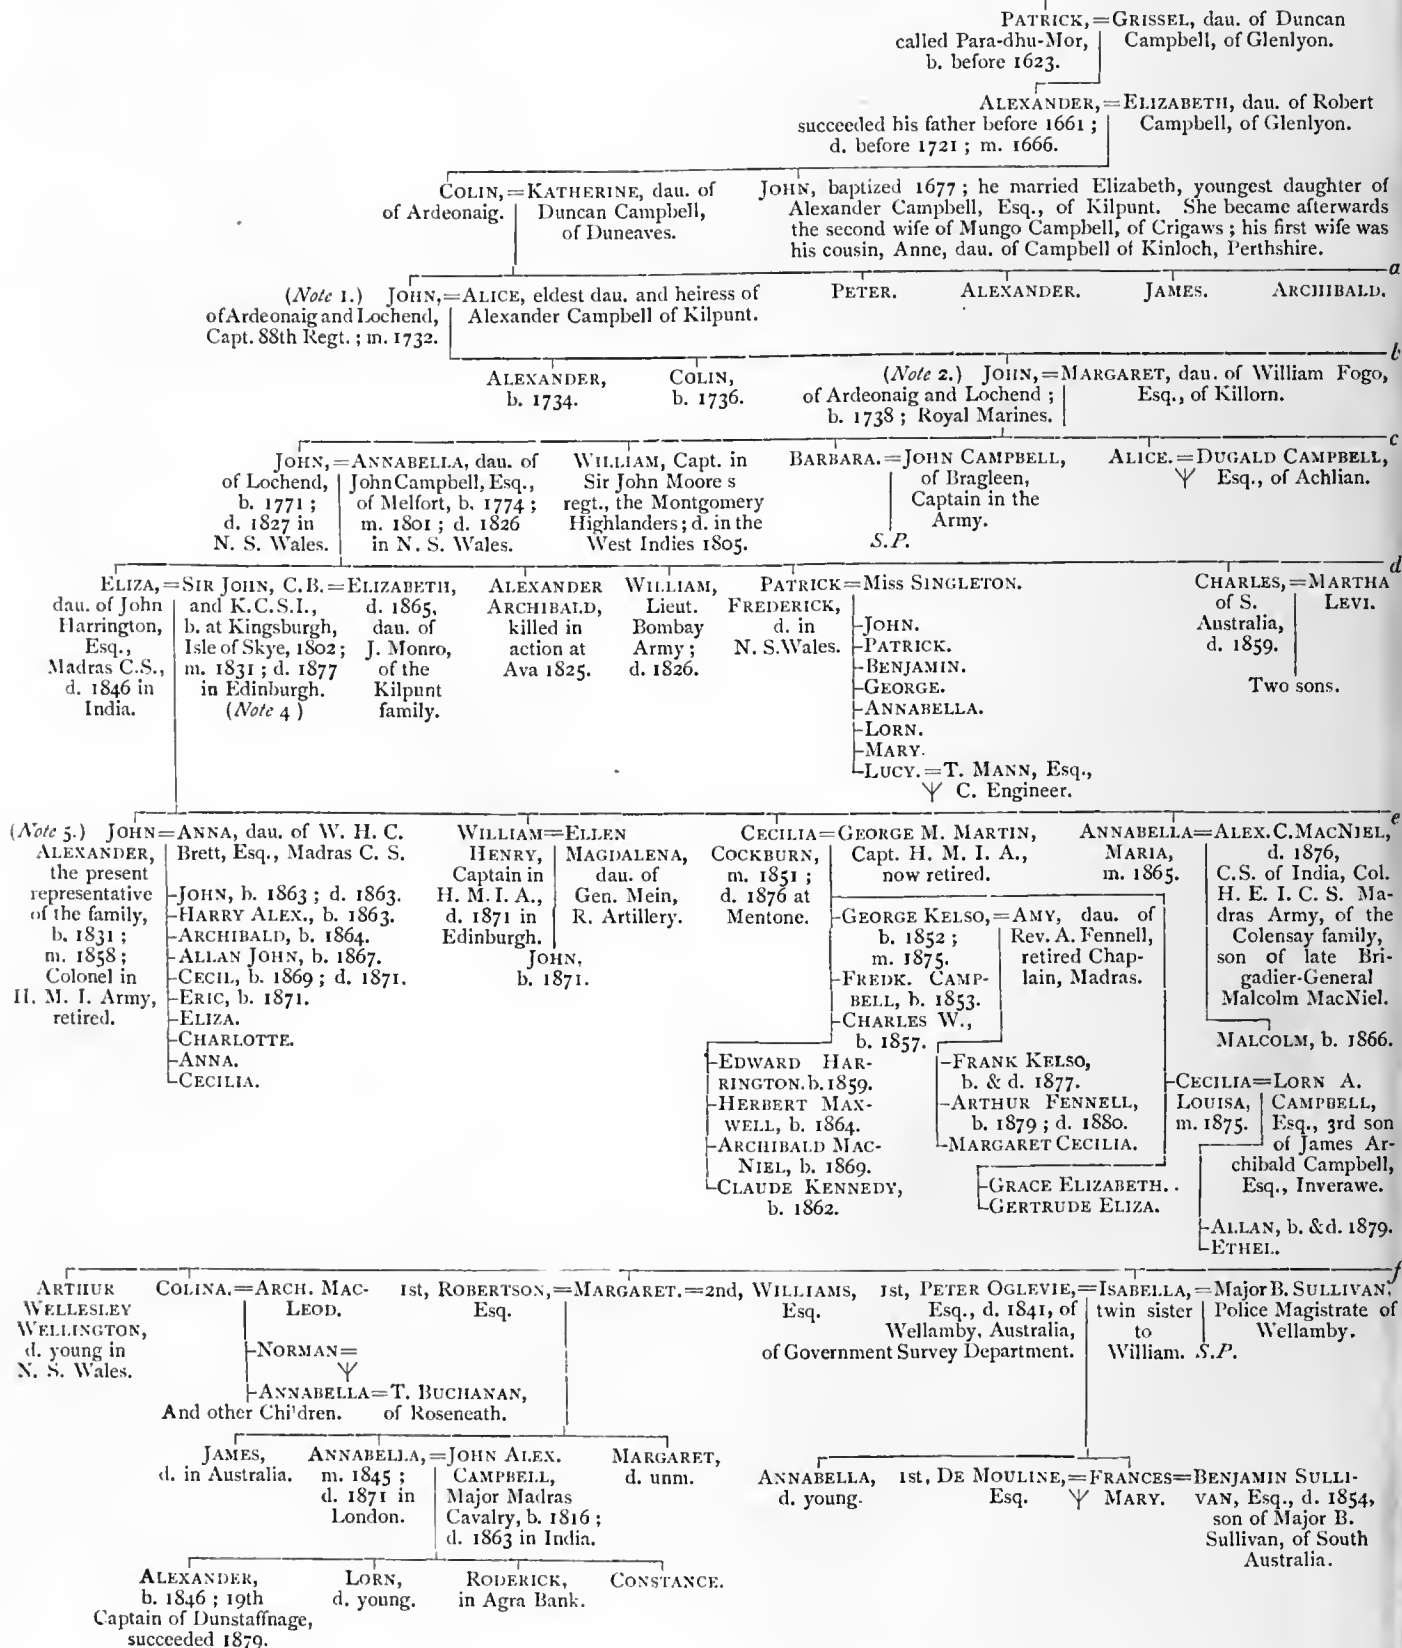 PATRICK,=GRISSEL, dau. of Duncan
called Para-dhu-Mor, Campbell, of Glenlyon.
b. before 1623.
ALEXANDER,=ELIZABETH, dau. of Robert
succeeded his father before 1661 ; Campbell, of Glenlyon.
d. before 1721 ; m. 1666.
COLIN,=KATHERINE, dau. of
of Ardeonaig. Duncan Campbell,
of Duneaves.
JOHN, baptized 1677 ; he married Elizabeth, youngest daughter of
Alexander Campbell, Esq., of Kilpunt. She became afterwards
the second wife of Mungo Campbell, of Crigaws ; his first wife was
his cousin, Anne, dau. of Campbell of Kinloch, Perthshire.
a
(Note 1.) JOHN,=ALICE, eldest dau. and heiress of
of Ardeonaig and Lochend, Alexander Campbell of Kilpunt.
Capt. 88th Regt. ; m. 1732.
PETER. ALEXANDER. JAMES. ARCHIBALD.
b
ALEXANDER,
b. 1734.
COLIN,
b. 1736.
(Note 2.) JOHN,=MARGARET, dau. of William Fogo,
of Ardeonaig and Lochend ; Esq., of Killorn.
b. 1738 ; Royal Marines.
c
JOHN,=ANNABELLA, dau. of
of Lochend, John Campbell, Esq.,
b. 1771 ; of Melfort, b. 1774 ;
d. 1827 in m. 1801 ; d. 1826
N. S. Wales. in N. S. Wales.
WILLIAM, Capt. in
Sir John Moore s
regt., the Montgomery
Highlanders ; d. in the
West Indies 1805.
BARBARA.=JOHN CAMPBELL,
of Bragleen,
Captain in the
Army.
S.P.
ALICE.=DUGALD CAMPBELL,
Esq., of Achlian.
d
ELIZA,=SIR JOHN, C.B.=ELIZABETH,
dau. of John and K.C.S.I., d. 1865,
Harrington, b. at Kingsburgh, dau. of
Esq., Isle of Skye, 1802 ; J. Monro,
Madras C.S., m. 1831 ; d. 1877 of the
d. 1846 in in Edinburgh. Kilpunt
India. (Note 4 ) family.
ALEXANDER
ARCHIBALD,
killed in
action at
Ava 1825.
WILLIAM,
Lieut.
Bombay
Army ;
d. 1826.
PATRICK=Miss SINGLETON.
FREDERICK,
d. in
N. S.Wales.
JOHN.
PATRICK.
BENJAMIN.
GEORGE.
ANNABELLA.
LORN.
MARY.
LUCY.=T. MANN, Esq.,
C. Engineer.
CHARLES,=MARTHA
of S. LEVI.
Australia,
d. 1859.
Two sons.
e
(Note 5.) JOHN=ANNA, dau. of W. H. C.
ALEXANDER, Brett, Esq., Madras C. S.
the present
representative
of the family,
b. 1831 ;
m. 1858 ;
Colonel in
H. M. I. Army,
retired.
JOHN, b. 1863 ; d. 1863.
HARRY ALEX., b. 1863.
ARCHIBALD, b. 1864.
ALLAN JOHN, b. 1867.
CECIL, b. 1869 ; d. 1871.
ERIC, b. 1871.
ELIZA.
CHARLOTTE.
ANNA.
CECILIA.
WILLIAM=ELLEN
HENRY, MAGDALENA,
Captain in dau. of
H. M. I. A., Gen. Mein,
d. 1871 in R. Artillery.
Edinburgh.
JOHN,
b. 1871.
CECILIA=GEORGE M. MARTIN,
COCKBURN, Capt. H. M. I. A.,
m. 1851 ; now retired.
d. 1876 at
Mentone.
GEORGE KELSO,=AMY, dau. of
b. 1852 ; Rev. A. Fennell,
m. 1875. retired Chap-
lain, Madras.
FREDK. CAMP-
BELL, b. 1853.
CHARLES W.,
b. 1857.
EDWARD HAR-
RINGTON. b. 1859.
HERBERT MAX-
WELL, b. 1864.
ARCHIBALD MAC-
NIEL, b. 1869.
CLAUDE KENNEDY,
b. 1862.
FRANK KELSO,
b. & d. 1877.
ARTHUR FENNELL,
b. 1879 ; d. 1880.
MARGARET CECILIA.
ANNABELLA=ALEX. C. MACNIEL,
MARIA, d. 1876,
m. 1865. C.S. of India, Col.
H. E. I. C. S. Ma-
dras Army, of the
Colensay family,
son of late Bri-
gadier-General
Malcolm MacNiel.
MALCOLM, b. 1866.
CECILIA=LORN A.
LOUISA, CAMPBELL,
m. 1875. Esq., 3rd son
of James Ar-
chibald Campbell,
Esq., Inverawe.
GRACE ELIZABETH. .
GERTRUDE ELIZA.
ALLAN, b. &d. 1879.
ETHEL.
f
ARTHUR
WELLESLEY
WELLINGTON,
d. young in
N. S. Wales.
COLINA.=ARCH. MAC-
LEOD.
NORMAN=
ANNABELLA=T. BUCHANAN,
And other Chi'dren. of Roseneath.
1st, ROBERTSON,=MARGARET.=2nd, WILLIAMS,
Esq. Esq.
1st, PETER OGLEVIE,=ISABELLA,=Major B. SULLIVAN,
Esq., d. 1841, of twin sister Police Magistrate of
Wellamby, Australia, to Wellamby.
of Government Survey Department. William. S.P.
JAMES,
d. in Australia.
ANNABELLA,=JOHN ALEX.
m. 1845 ; CAMPBELL,
d. 1871 in Major Madras
London. Cavalry, b. 1816 ;
d. 1863 in India.
MARGARET,
d. unm.
ANNABELLA,
d. young.
1st, DE MOULINE,=FRANCES=BENJAMIN SULLI-
Esq. MARY. VAN, Esq., d. 1854,
son of Major B.
Sullivan, of South
Australia.
ALEXANDER,
b. 1846 ; 19th
Captain of Dunstaffnage,
succeeded 1879.
LORN,
d. young.
RODERICK,
in Agra Bank.
CONSTANCE.